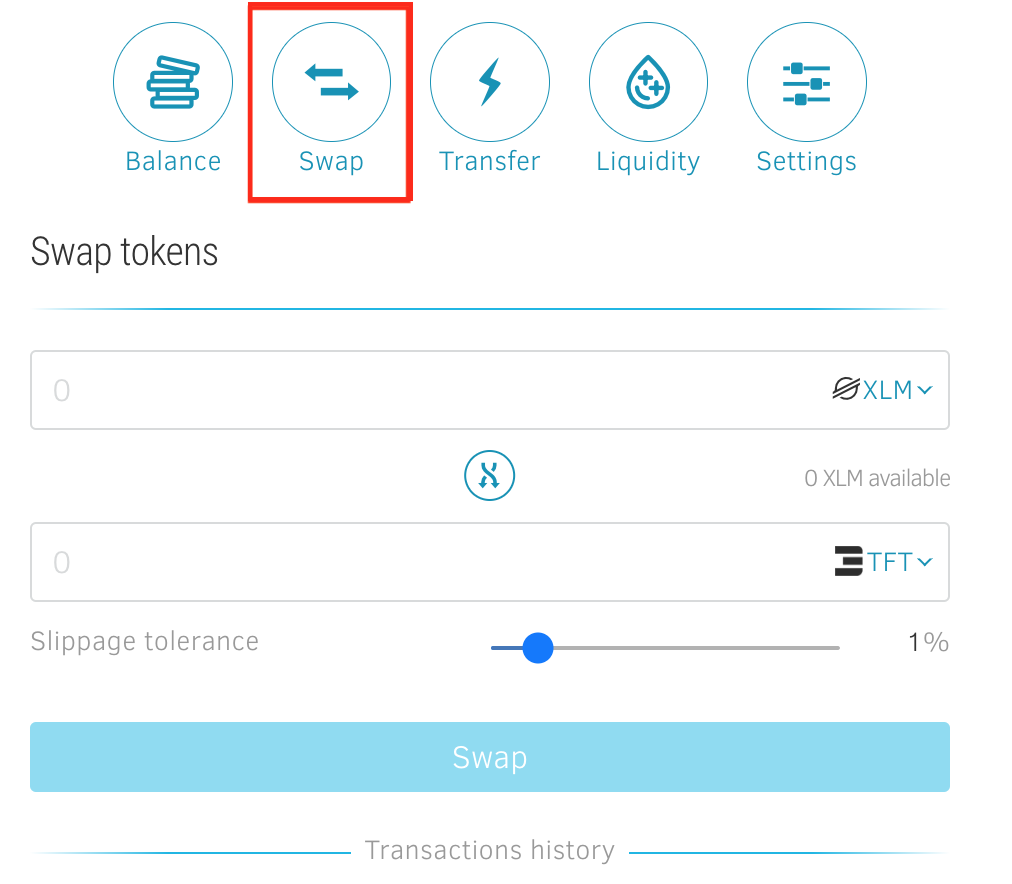 Balance Swap Transfer Liquidity Settings
Swap tokens
0 XLM
0 XLM available
0 TFT
Slippage tolerance 1%
Swap
Transactions history